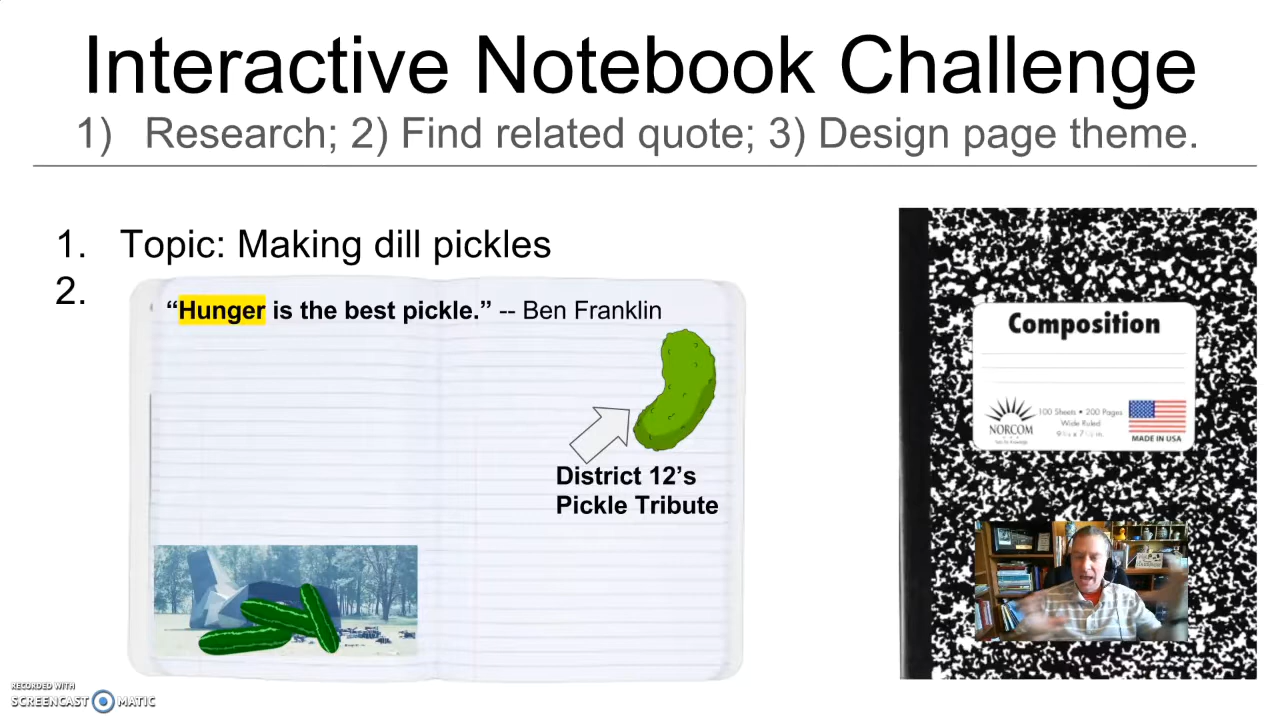 Interactive Notebook Challenge
1) Research; 2) Find related quote; 3) Design page theme.
1. Topic: Making dill pickles
2.
“Hunger is the best pickle.” -- Ben Franklin
District 12’s
Pickle Tribute
Composition
100 Sheets • 200 Pages
Wide Ruled
NORCOM
MADE IN USA
RECORDED WITH
SCREENCAST MATIC